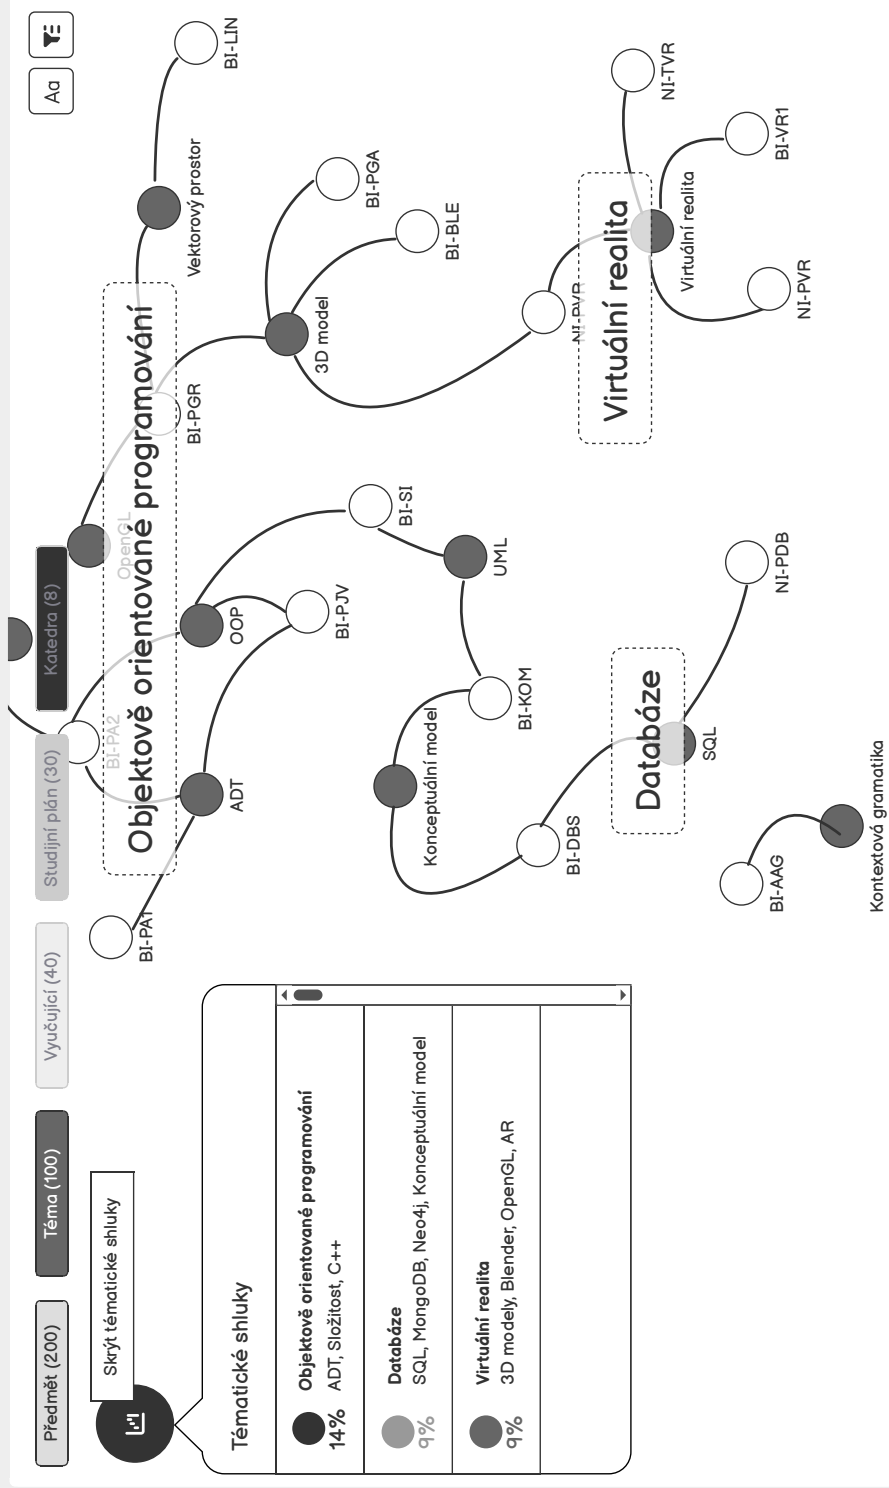 Předmět (200)
Téma (100)
Vyučující (40)
Studijní plán (30)
Katedra (8)
Aa
Skrýt tématické shluky
Tématické shluky
14%
Objektově orientované programování
ADT, Složitost, C++
9%
Databáze
SQL, MongoDB, Neo4j, Konceptuální model
9%
Virtuální realita
3D modely, Blender, OpenGL, AR
BI-PA1
BI-PA2
OpenGL
Objektově orientované programování
BI-PGR
Vektorový prostor
BI-LIN
ADT
OOP
BI-PJV
3D model
BI-PGA
BI-BLE
BI-SI
UML
Konceptuální model
BI-KOM
BI-DBS
NI-PVR
Virtuální realita
Virtuální realita
NI-TVR
BI-VR1
NI-PVR
Databáze
SQL
NI-PDB
BI-AAG
Kontextová gramatika